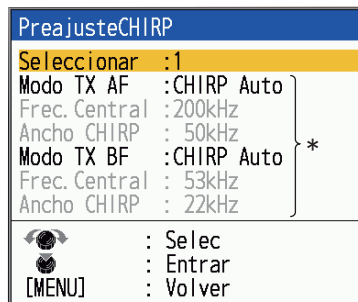 PreajusteCHIRP
Seleccionar :1
Modo TX AF :CHIRP Auto
Frec. Central :200kHz
Ancho CHIRP : 50kHz
Modo TX BF :CHIRP Auto
Frec. Central : 53kHz
Ancho CHIRP : 22kHz
*
: Selec
: Entrar
[MENU] : Volver